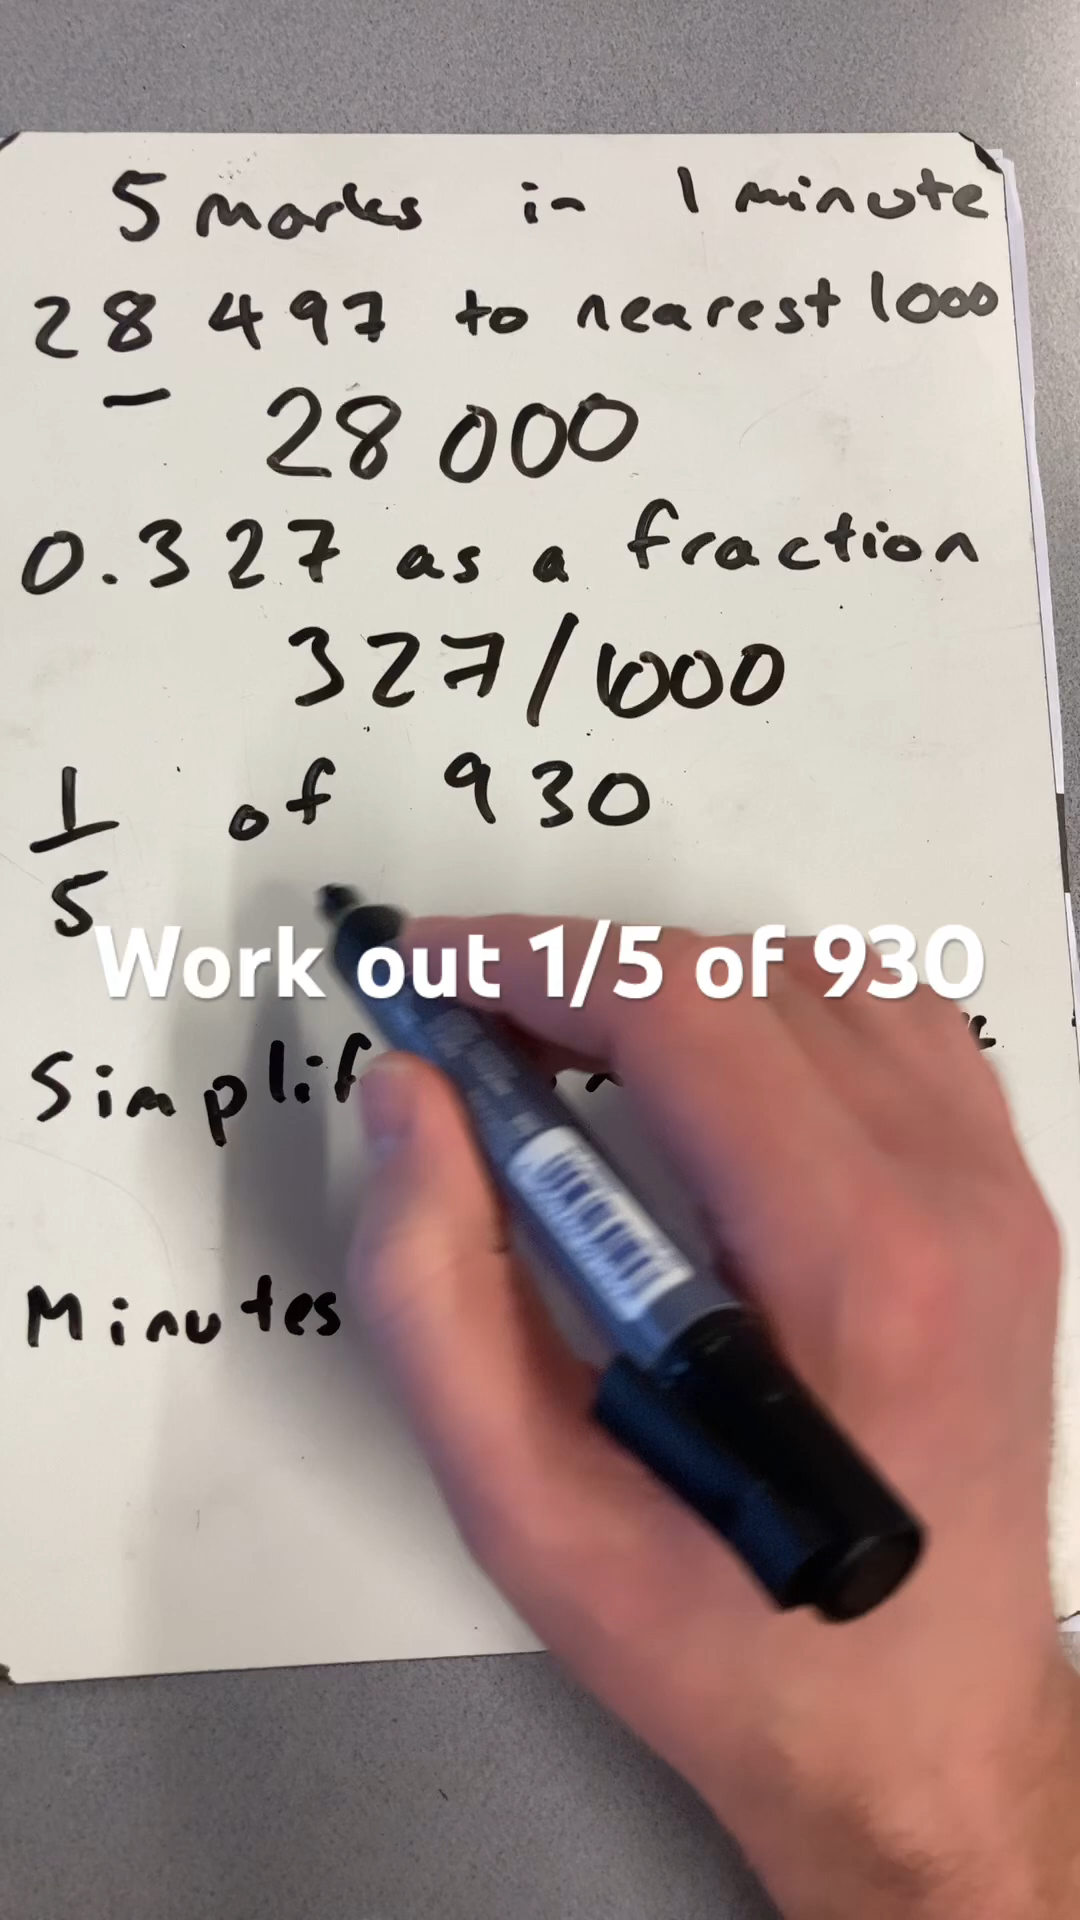 5 marks in 1 minute
28 497 to nearest 1000
28 000
0.327 as a fraction
327/1000
1/5 of 930
Work out 1/5 of 930
Minutes